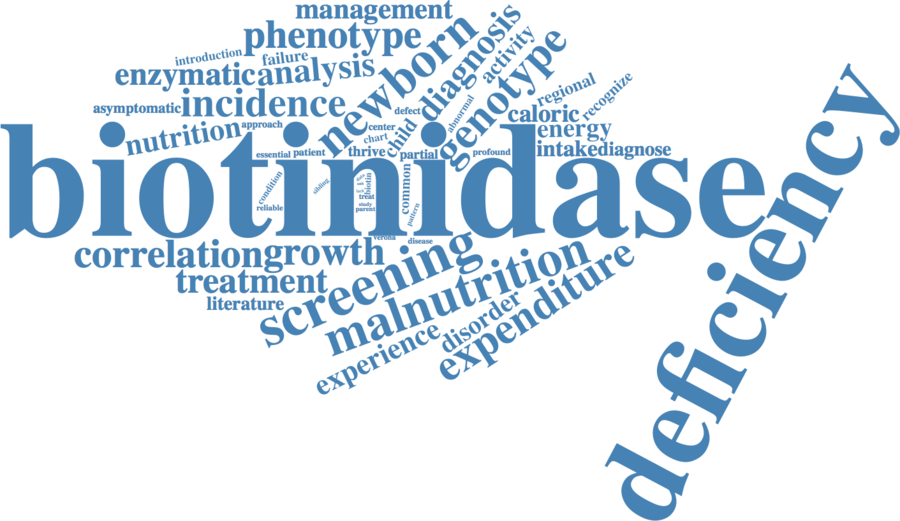 management
phenotype
introduction
failure
enzymatic
analysis
asymptomatic
incidence
nutrition
approach
newborn
diagnosis
activity
genotype
abnormal
defect
center
chart
child
regional
recognize
caloric
energy
intake
diagnose
essential
patient
thrive
partial
profound
biotinidase
deficiency
condition
reliable
sibling
data
lack
biotin
treat
study
parent
common
pattern
verona
disease
correlation
growth
treatment
literature
screening
malnutrition
experience
disorder
expenditure